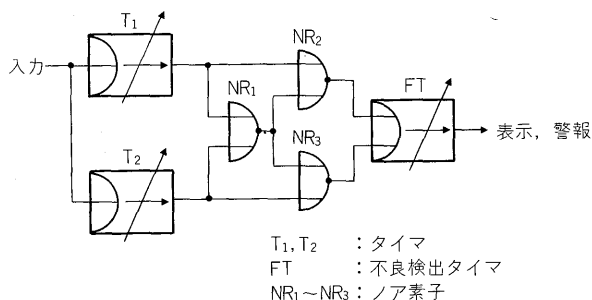 T₁
NR₂
入力
NR₁
FT
表示, 警報
T₂
NR₃
T₁,T₂ :タイマ
FT :不良検出タイマ
NR₁~NR₃:ノア素子